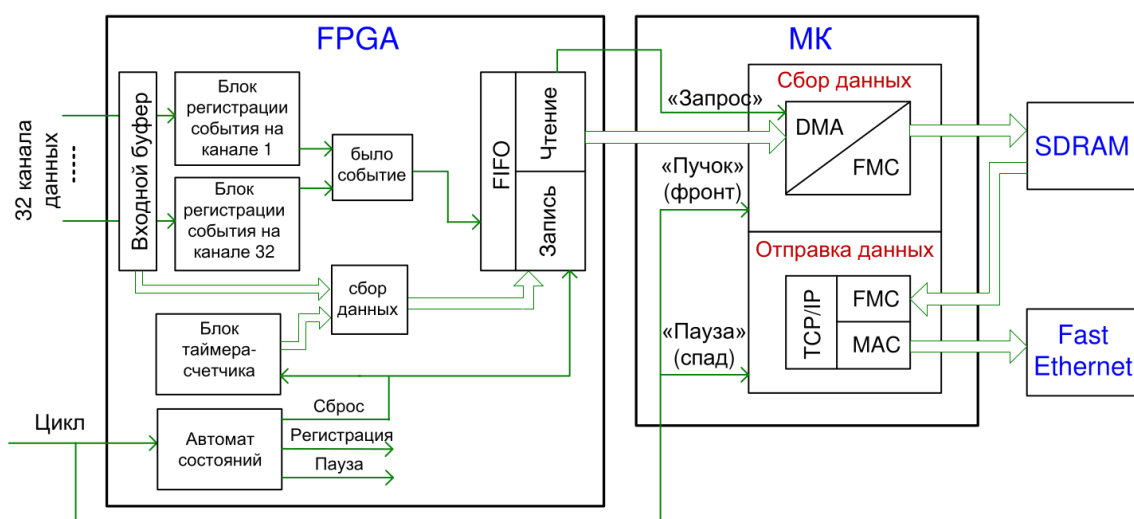 FPGA
МК
32 канала
данных
Входной буфер
Блок
регистрации
события на
канале 1
Блок
регистрации
события на
канале 32
было
событие
FIFO
Чтение
Запись
сбор
данных
Блок
таймера-
счетчика
Цикл
Автомат
состояний
Сброс
Регистрация
Пауза
«Запрос»
«Пучок»
(фронт)
«Пауза»
(спад)
Сбор данных
DMA
FMC
Отправка данных
TCP/IP
FMC
MAC
SDRAM
Fast
Ethernet